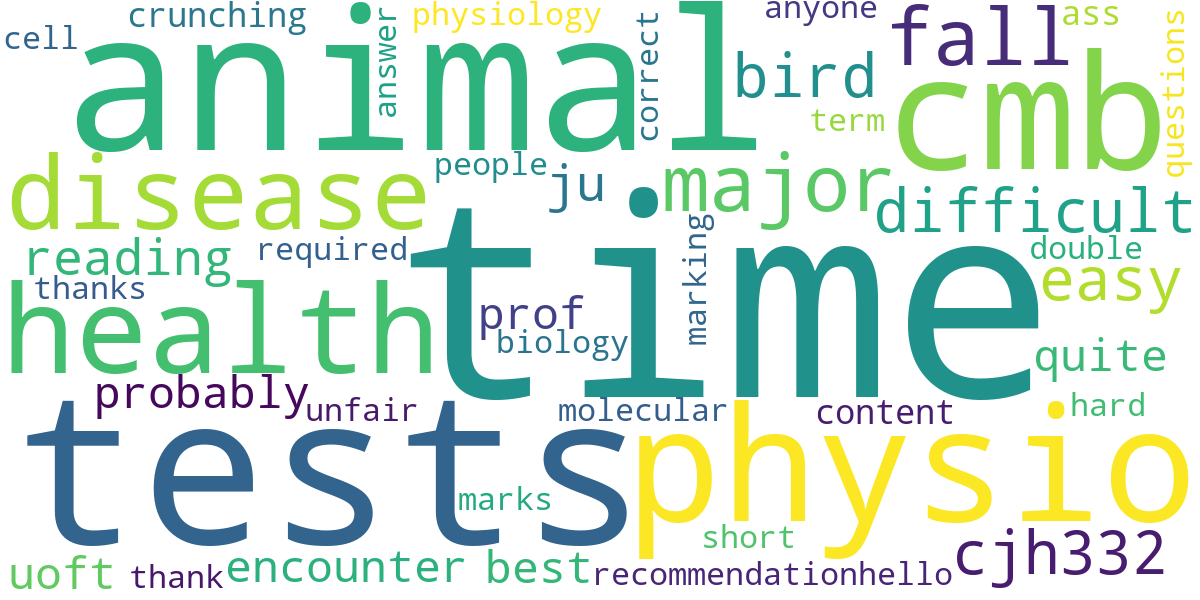 cell
crunching
animal
answer
physiology
correct
anyone
bird
fall
ass
cmb
term
questions
disease
people
ju
major
difficult
reading
required
thanks
health
time
prof
biology
marking
double
easy
quite
probably
unfair
molecular
content
hard
tests
physio
marks
short
cjh332
uoft
thank
encounter
best
recommendationhello